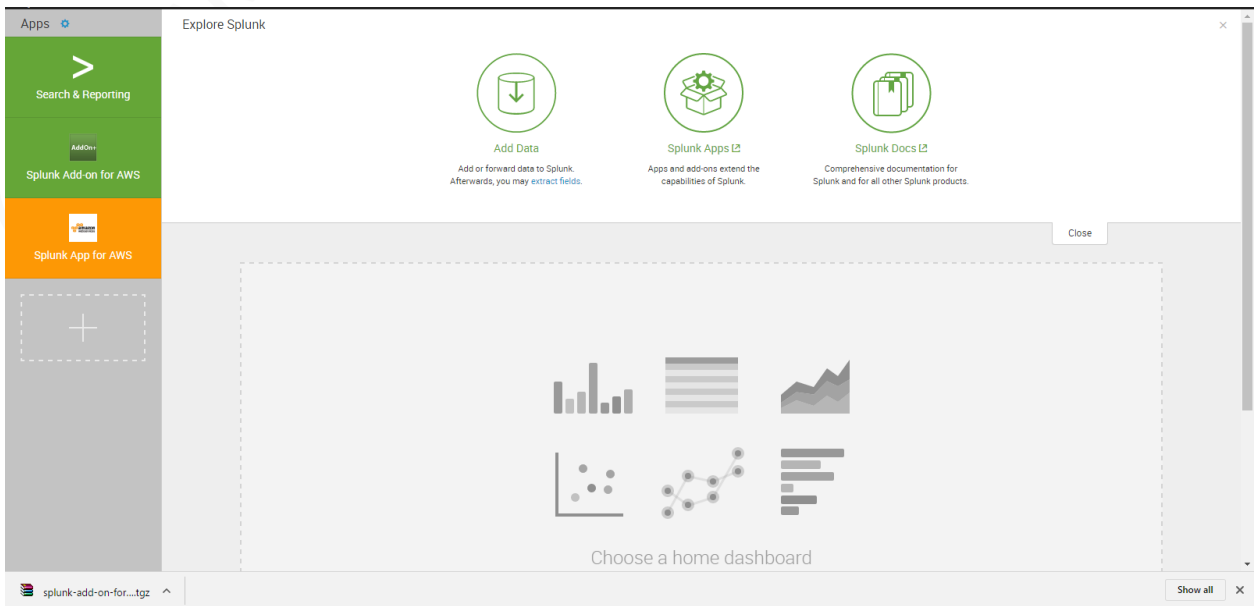 Apps
Explore Splunk
>
Search & Reporting
AddOn+
Splunk Add-on for AWS
Splunk App for AWS
Add Data
Add or forward data to Splunk.
Afterwards, you may extract fields.
Splunk Apps
Apps and add-ons extend the
capabilities of Splunk.
Splunk Docs
Comprehensive documentation for
Splunk and for all other Splunk products.
Close
Choose a home dashboard
splunk-add-on-for....tgz
Show all